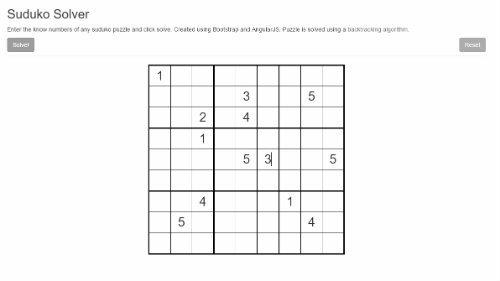 Suduko Solver
Enter the know numbers of any suduko puzzle and click solve. Created using Bootstrap and AngularJS. Puzzle is solved using a backtracking algorithm.
Solve! Reset
1
3 5
2 4
1
5 3 5
4 1
5 4